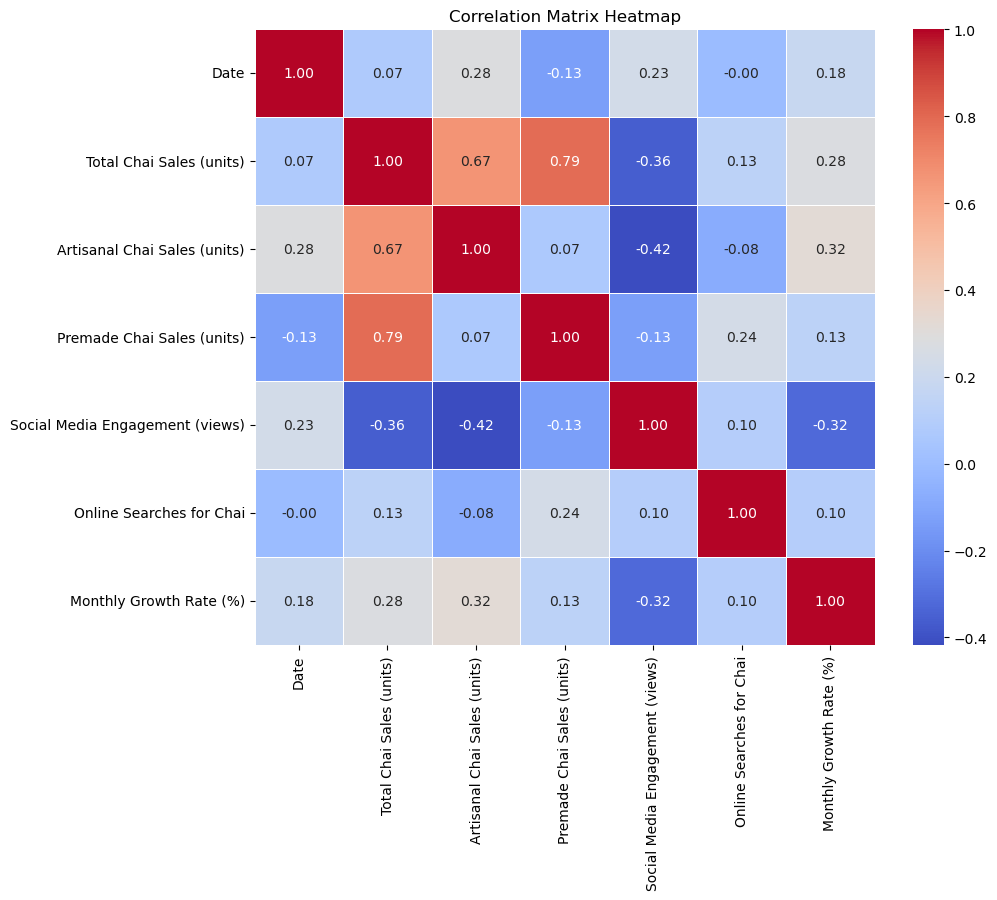 Correlation Matrix Heatmap
Date 1.00 0.07 0.28 -0.13 0.23 -0.00 0.18
Total Chai Sales (units) 0.07 1.00 0.67 0.79 -0.36 0.13 0.28
Artisanal Chai Sales (units) 0.28 0.67 1.00 0.07 -0.42 -0.08 0.32
Premade Chai Sales (units) -0.13 0.79 0.07 1.00 -0.13 0.24 0.13
Social Media Engagement (views) 0.23 -0.36 -0.42 -0.13 1.00 0.10 -0.32
Online Searches for Chai -0.00 0.13 -0.08 0.24 0.10 1.00 0.10
Monthly Growth Rate (%) 0.18 0.28 0.32 0.13 -0.32 0.10 1.00
Date
Total Chai Sales (units)
Artisanal Chai Sales (units)
Premade Chai Sales (units)
Social Media Engagement (views)
Online Searches for Chai
Monthly Growth Rate (%)
1.0
0.8
0.6
0.4
0.2
0.0
−0.2
−0.4